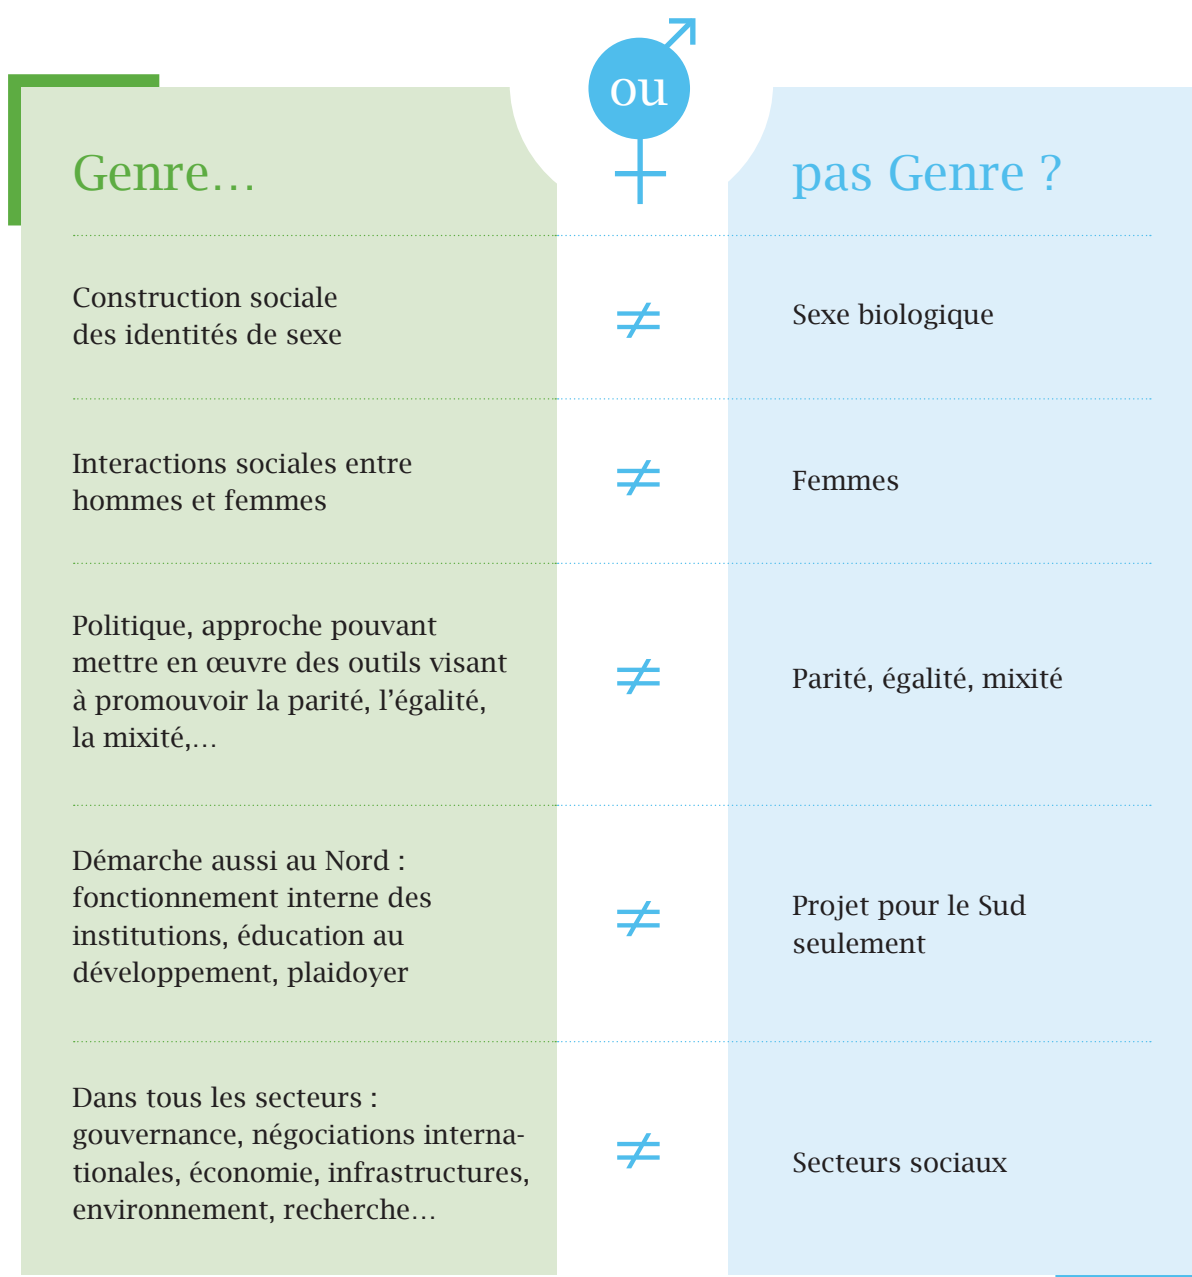 ou
Genre…
pas Genre ?
Construction sociale
des identités de sexe
≠
Sexe biologique
Interactions sociales entre
hommes et femmes
≠
Femmes
Politique, approche pouvant
mettre en œuvre des outils visant
à promouvoir la parité, l’égalité,
la mixité,…
≠
Parité, égalité, mixité
Démarche aussi au Nord :
fonctionnement interne des
institutions, éducation au
développement, plaidoyer
≠
Projet pour le Sud
seulement
Dans tous les secteurs :
gouvernance, négociations interna-
tionales, économie, infrastructures,
environnement, recherche…
≠
Secteurs sociaux